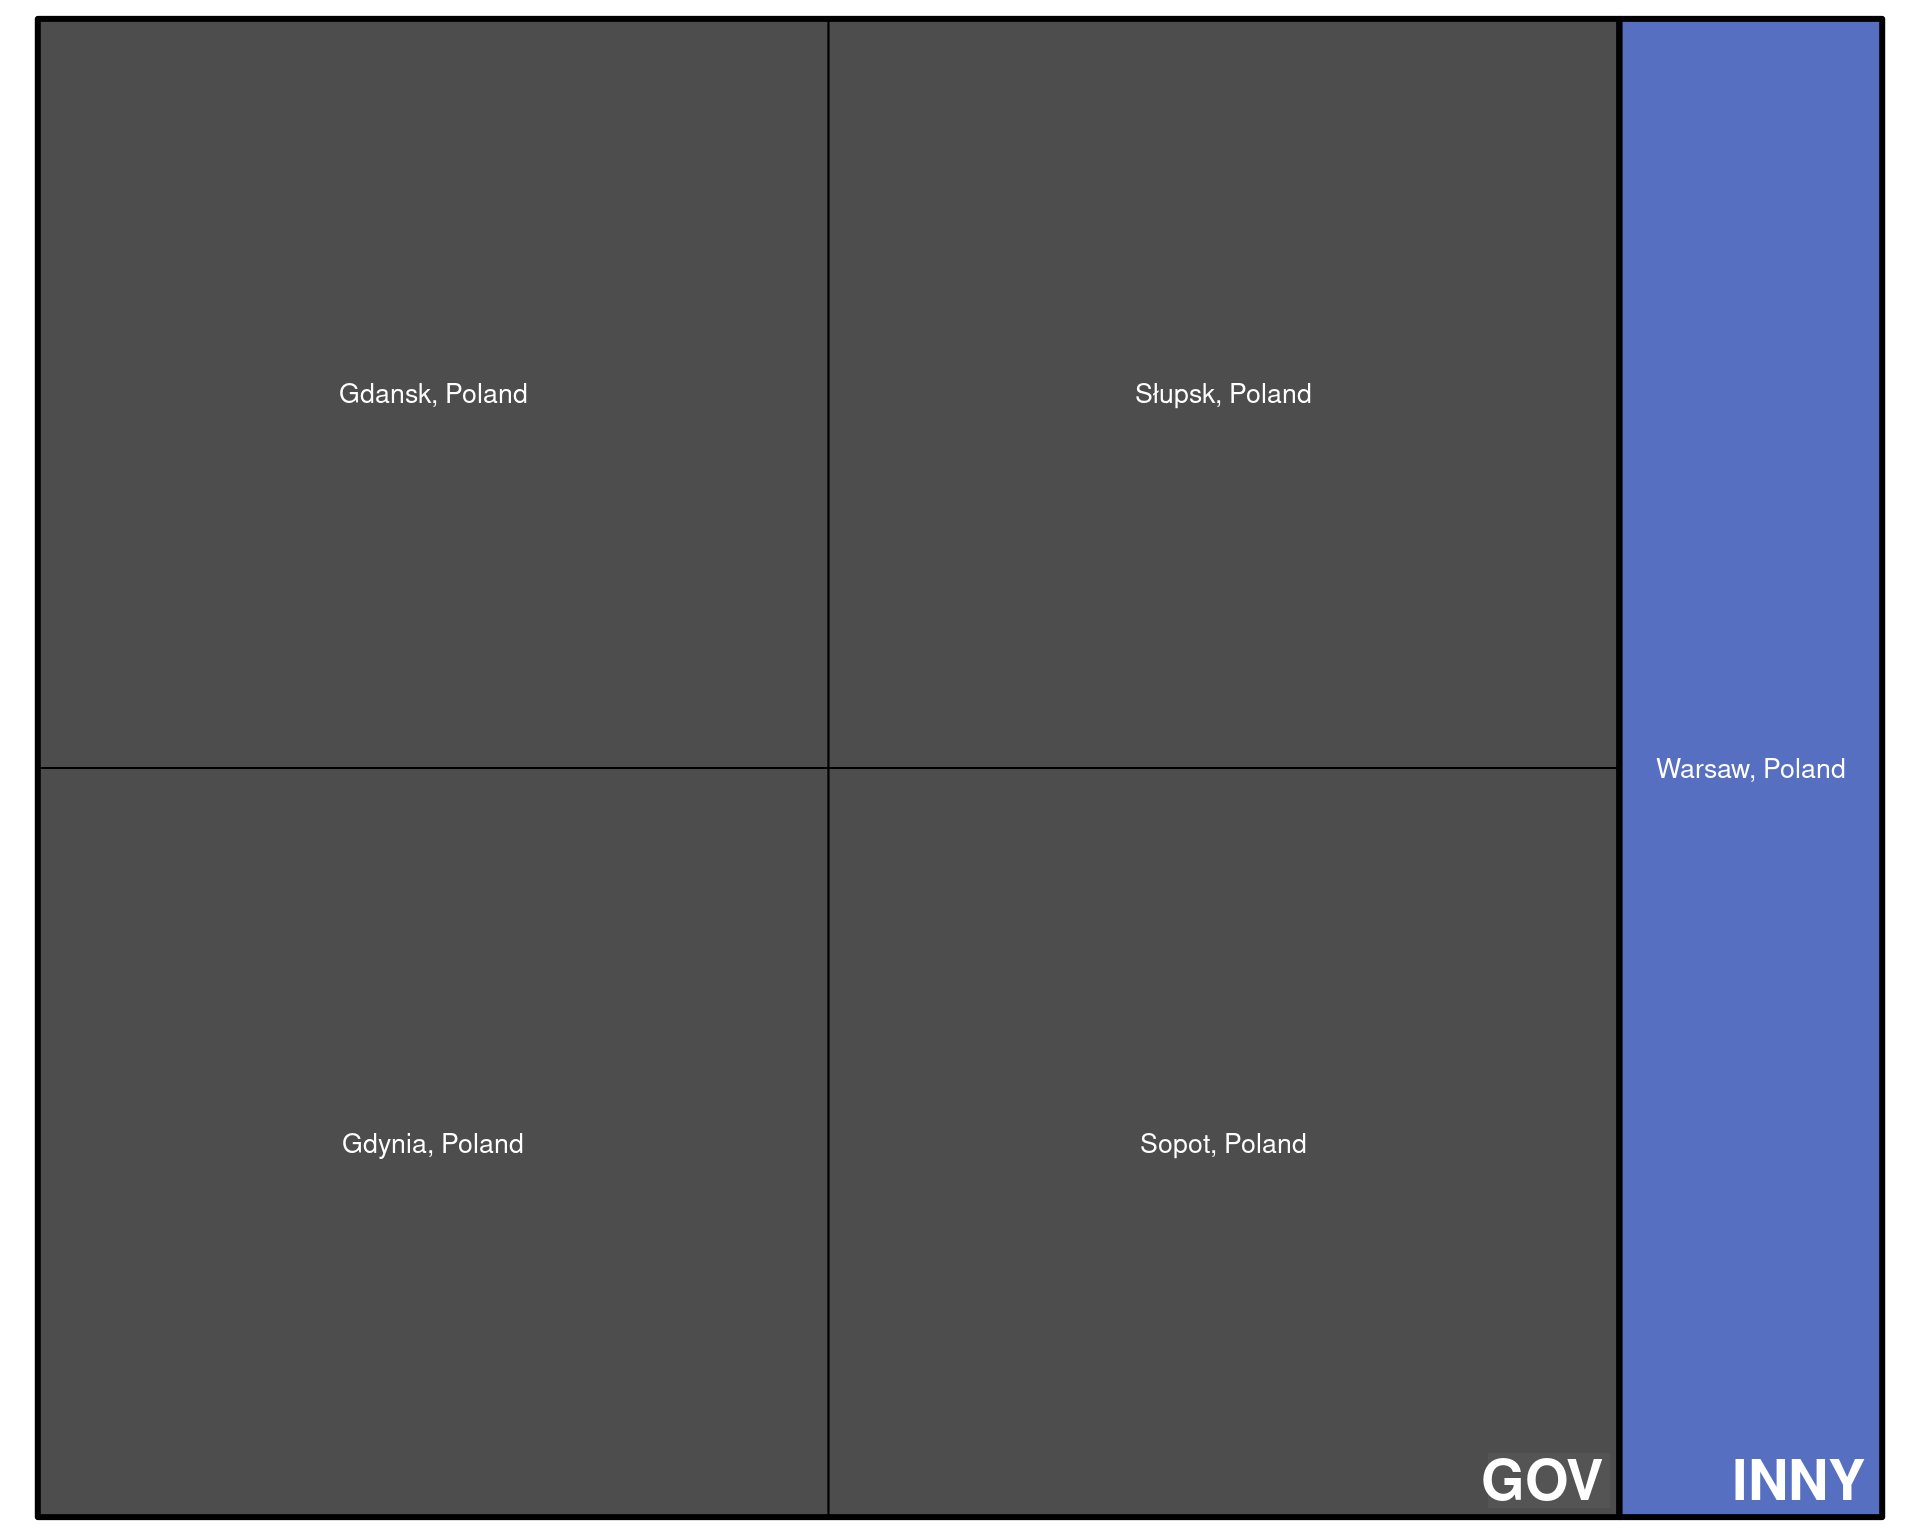 Gdansk, Poland
Słupsk, Poland
Warsaw, Poland
Gdynia, Poland
Sopot, Poland
GOV
INNY